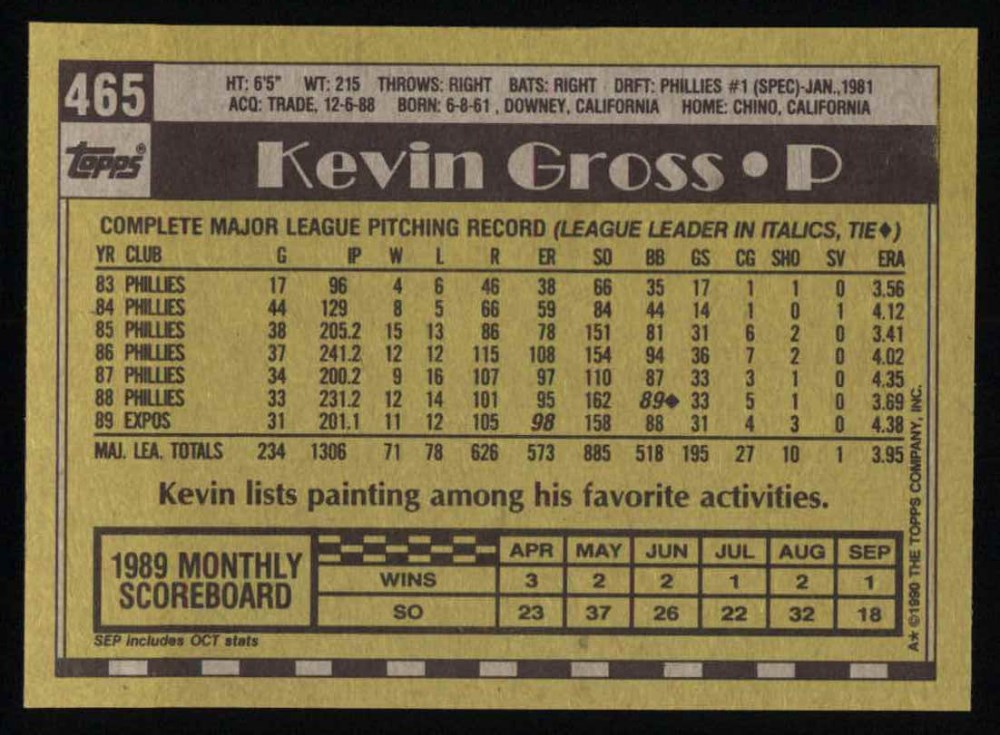 465
HT: 6'5" WT: 215 THROWS: RIGHT BATS: RIGHT DRFT: PHILLIES #1 (SPEC)-JAN.,1981
ACQ: TRADE, 12-6-88 BORN: 6-8-61 , DOWNEY, CALIFORNIA HOME: CHINO, CALIFORNIA
Topps®
Kevin Gross • P
COMPLETE MAJOR LEAGUE PITCHING RECORD (LEAGUE LEADER IN ITALICS, TIE♦)
YR CLUB G IP W L R ER SO BB GS CG SHO SV ERA
83 PHILLIES 17 96 4 6 46 38 66 35 17 1 1 0 3.56
84 PHILLIES 44 129 8 5 66 59 84 44 14 1 0 1 4.12
85 PHILLIES 38 205.2 15 13 86 78 151 81 31 6 2 0 3.41
86 PHILLIES 37 241.2 12 12 115 108 154 94 36 7 2 0 4.02
87 PHILLIES 34 200.2 9 16 107 97 110 87 33 3 1 0 4.35
88 PHILLIES 33 231.2 12 14 101 95 162 89♦ 33 5 1 0 3.69
89 EXPOS 31 201.1 11 12 105 98 158 88 31 4 3 0 4.38
MAJ. LEA. TOTALS 234 1306 71 78 626 573 885 518 195 27 10 1 3.95
Kevin lists painting among his favorite activities.
1989 MONTHLY
SCOREBOARD
APR MAY JUN JUL AUG SEP
WINS 3 2 2 1 2 1
SO 23 37 26 22 32 18
SEP includes OCT stats
A★ ©1990 THE TOPPS COMPANY, INC.